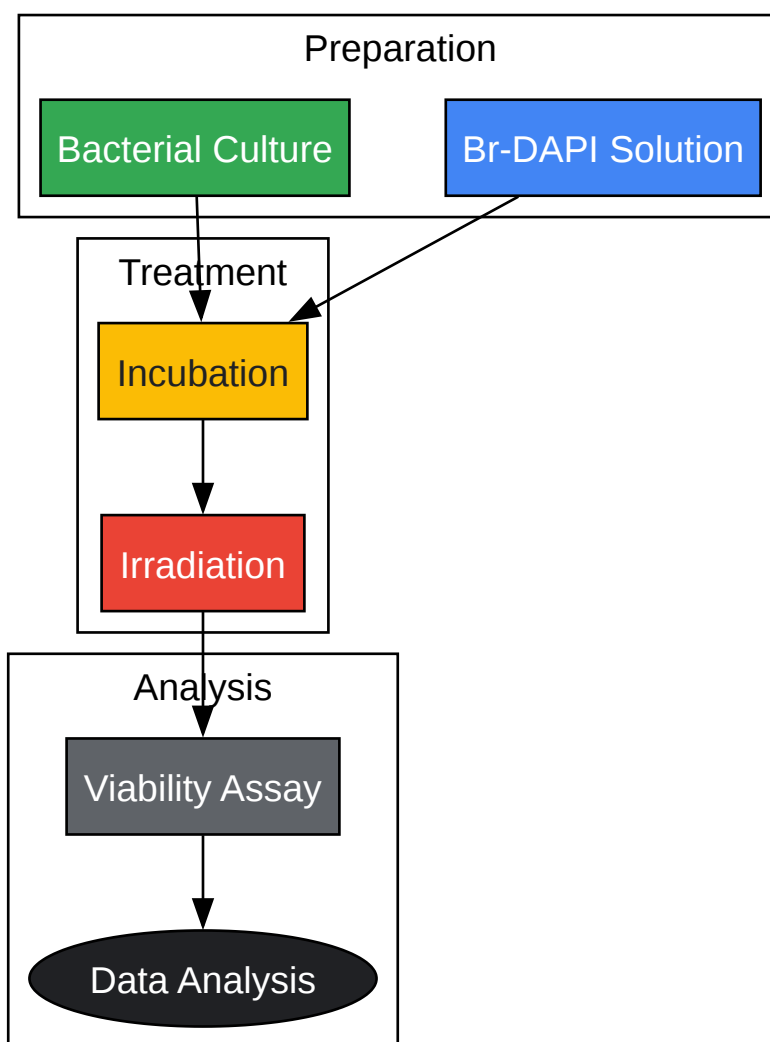 Preparation
Bacterial Culture
Br-DAPI Solution
Treatment
Incubation
Irradiation
Analysis
Viability Assay
Data Analysis